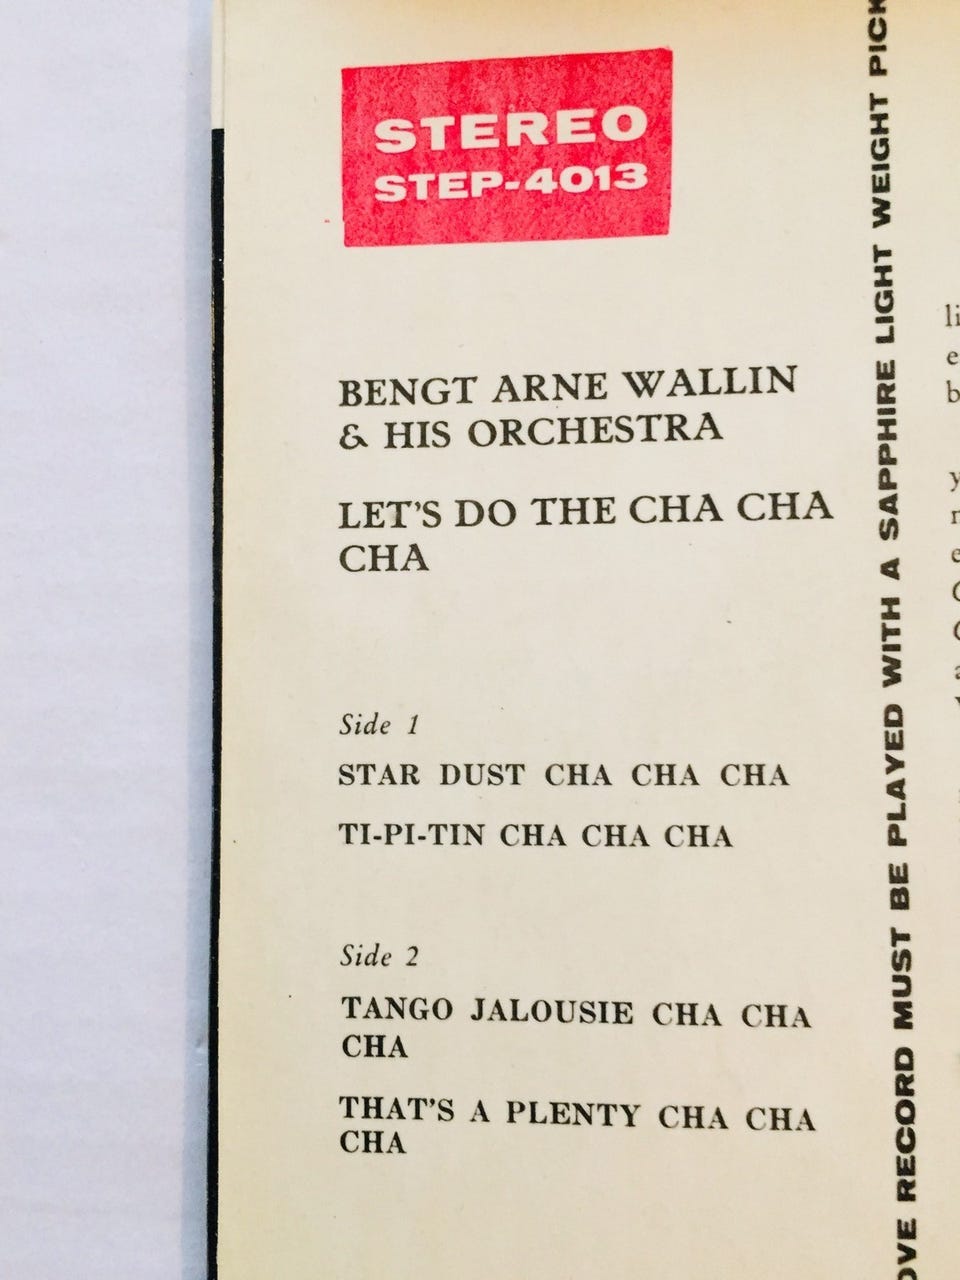 STEREO
STEP-4013
BENGT ARNE WALLIN
& HIS ORCHESTRA
LET'S DO THE CHA CHA
CHA
Side 1
STAR DUST CHA CHA CHA
TI-PI-TIN CHA CHA CHA
Side 2
TANGO JALOUSIE CHA CHA
CHA
THAT'S A PLENTY CHA CHA
CHA
RECORD MUST BE PLAYED WITH A SAPPHIRE LIGHT WEIGHT